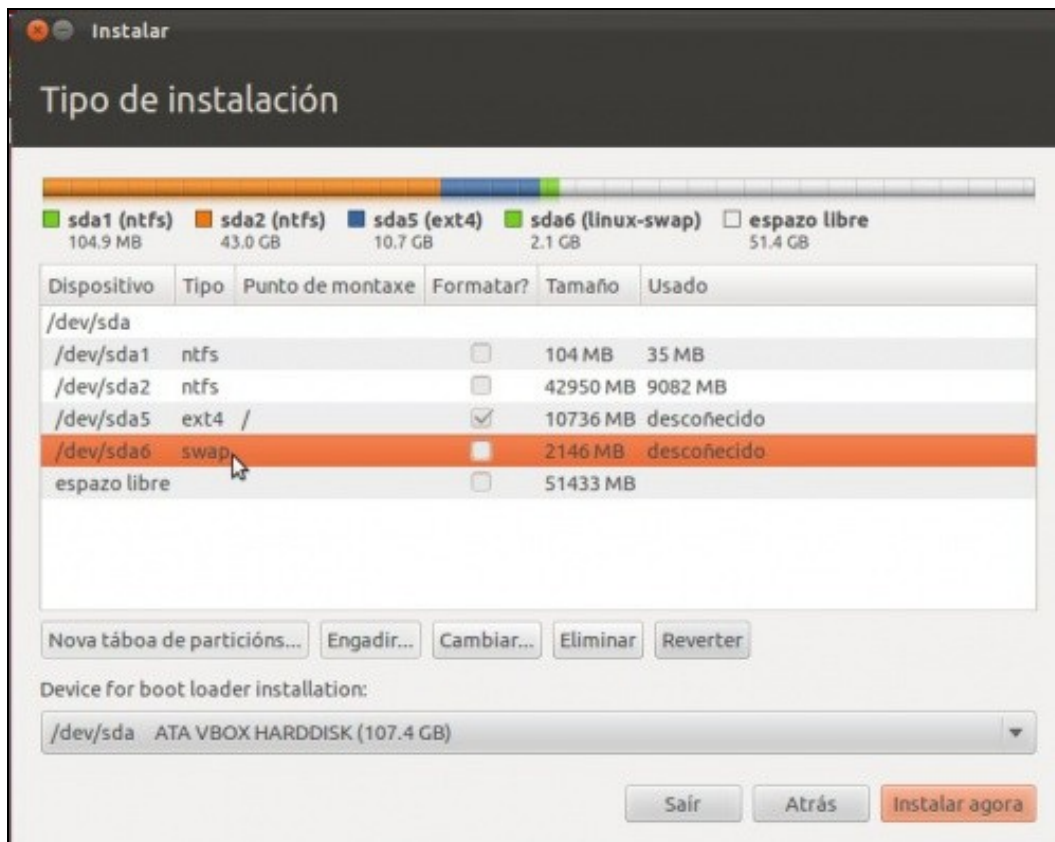 Instalar
Tipo de instalación
sda1 (ntfs) sda2 (ntfs) sda5 (ext4) sda6 (linux-swap) espazo libre
104.9 MB 43.0 GB 10.7 GB 2.1 GB 51.4 GB
Dispositivo Tipo Punto de montaxe Formatar? Tamaño Usado
/dev/sda
/dev/sda1 ntfs 104 MB 35 MB
/dev/sda2 ntfs 42950 MB 9082 MB
/dev/sda5 ext4 / 10736 MB descoñecido
/dev/sda6 swap 2146 MB descoñecido
espazo libre 51433 MB
Nova táboa de particións... Engadir... Cambiar... Eliminar Reverter
Device for boot loader installation:
/dev/sda ATA VBOX HARDDISK (107.4 GB)
Saír Atrás Instalar agora